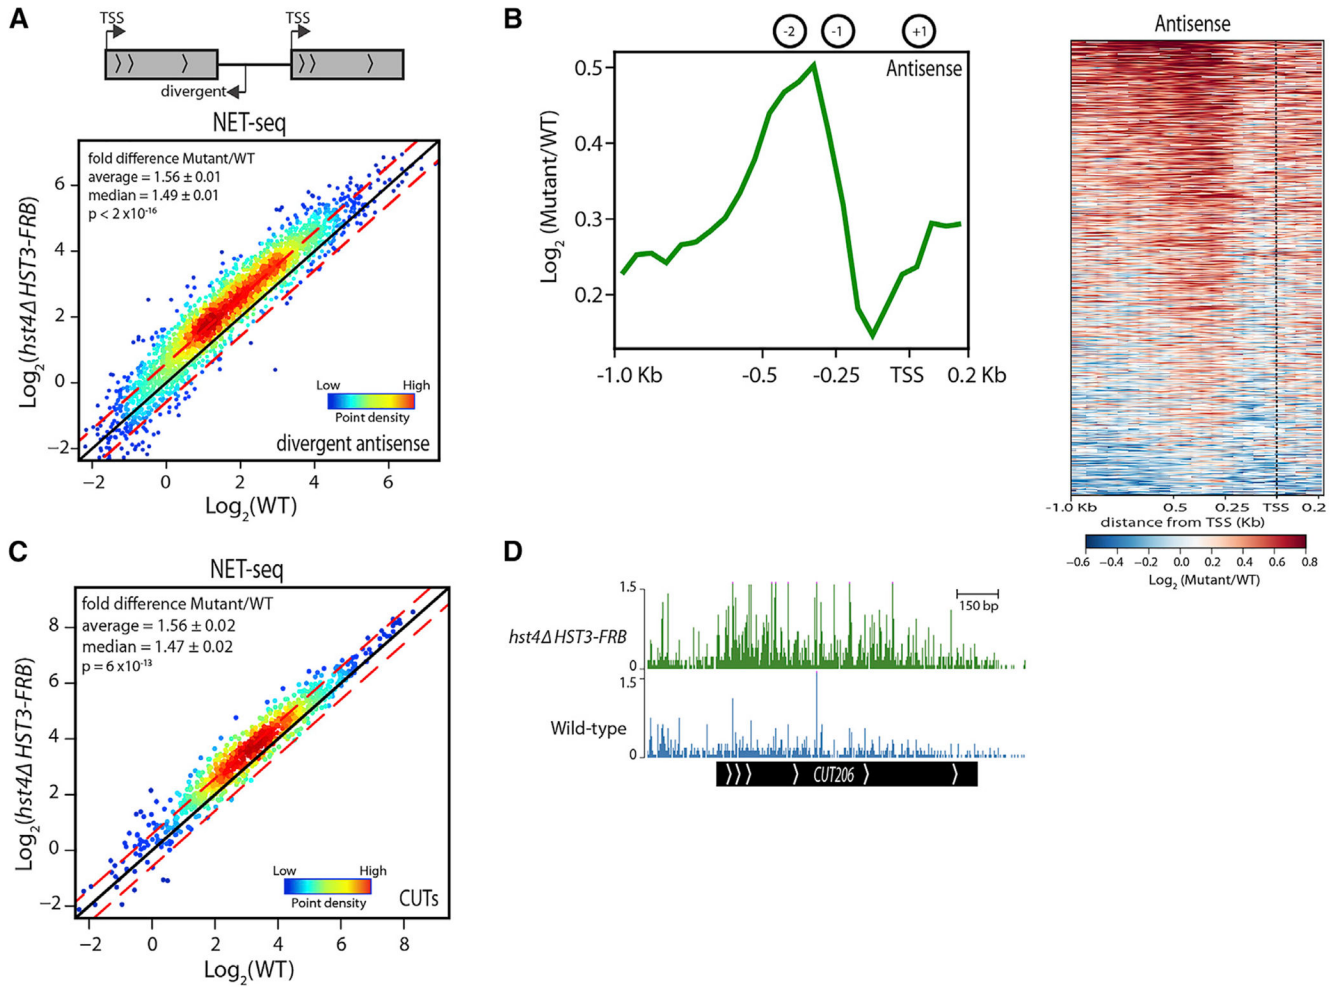 A
TSS
TSS
divergent
NET-seq
fold difference Mutant/WT
average = 1.56 ± 0.01
median = 1.49 ± 0.01
p < 2 x10-16
Log2(hst4Δ HST3-FRB)
6
4
2
0
−2
Low High
Point density
divergent antisense
−2 0 2 4 6
Log2(WT)
B
-2 -1 +1
Antisense
Log2 (Mutant/WT)
0.5
0.4
0.3
0.2
-1.0 Kb -0.5 -0.25 TSS 0.2 Kb
Antisense
-1.0 Kb 0.5 0.25 TSS 0.2
distance from TSS (Kb)
−0.6 −0.4 −0.2 0.0 0.2 0.4 0.6 0.8
Log2 (Mutant/WT)
C
NET-seq
fold difference Mutant/WT
average = 1.56 ± 0.02
median = 1.47 ± 0.02
p = 6 x10-13
Log2(hst4Δ HST3-FRB)
8
6
4
2
0
−2
Low High
Point density
CUTs
−2 0 2 4 6 8
Log2(WT)
D
1.5
150 bp
hst4Δ HST3-FRB
0
1.5
Wild-type
0
CUT206